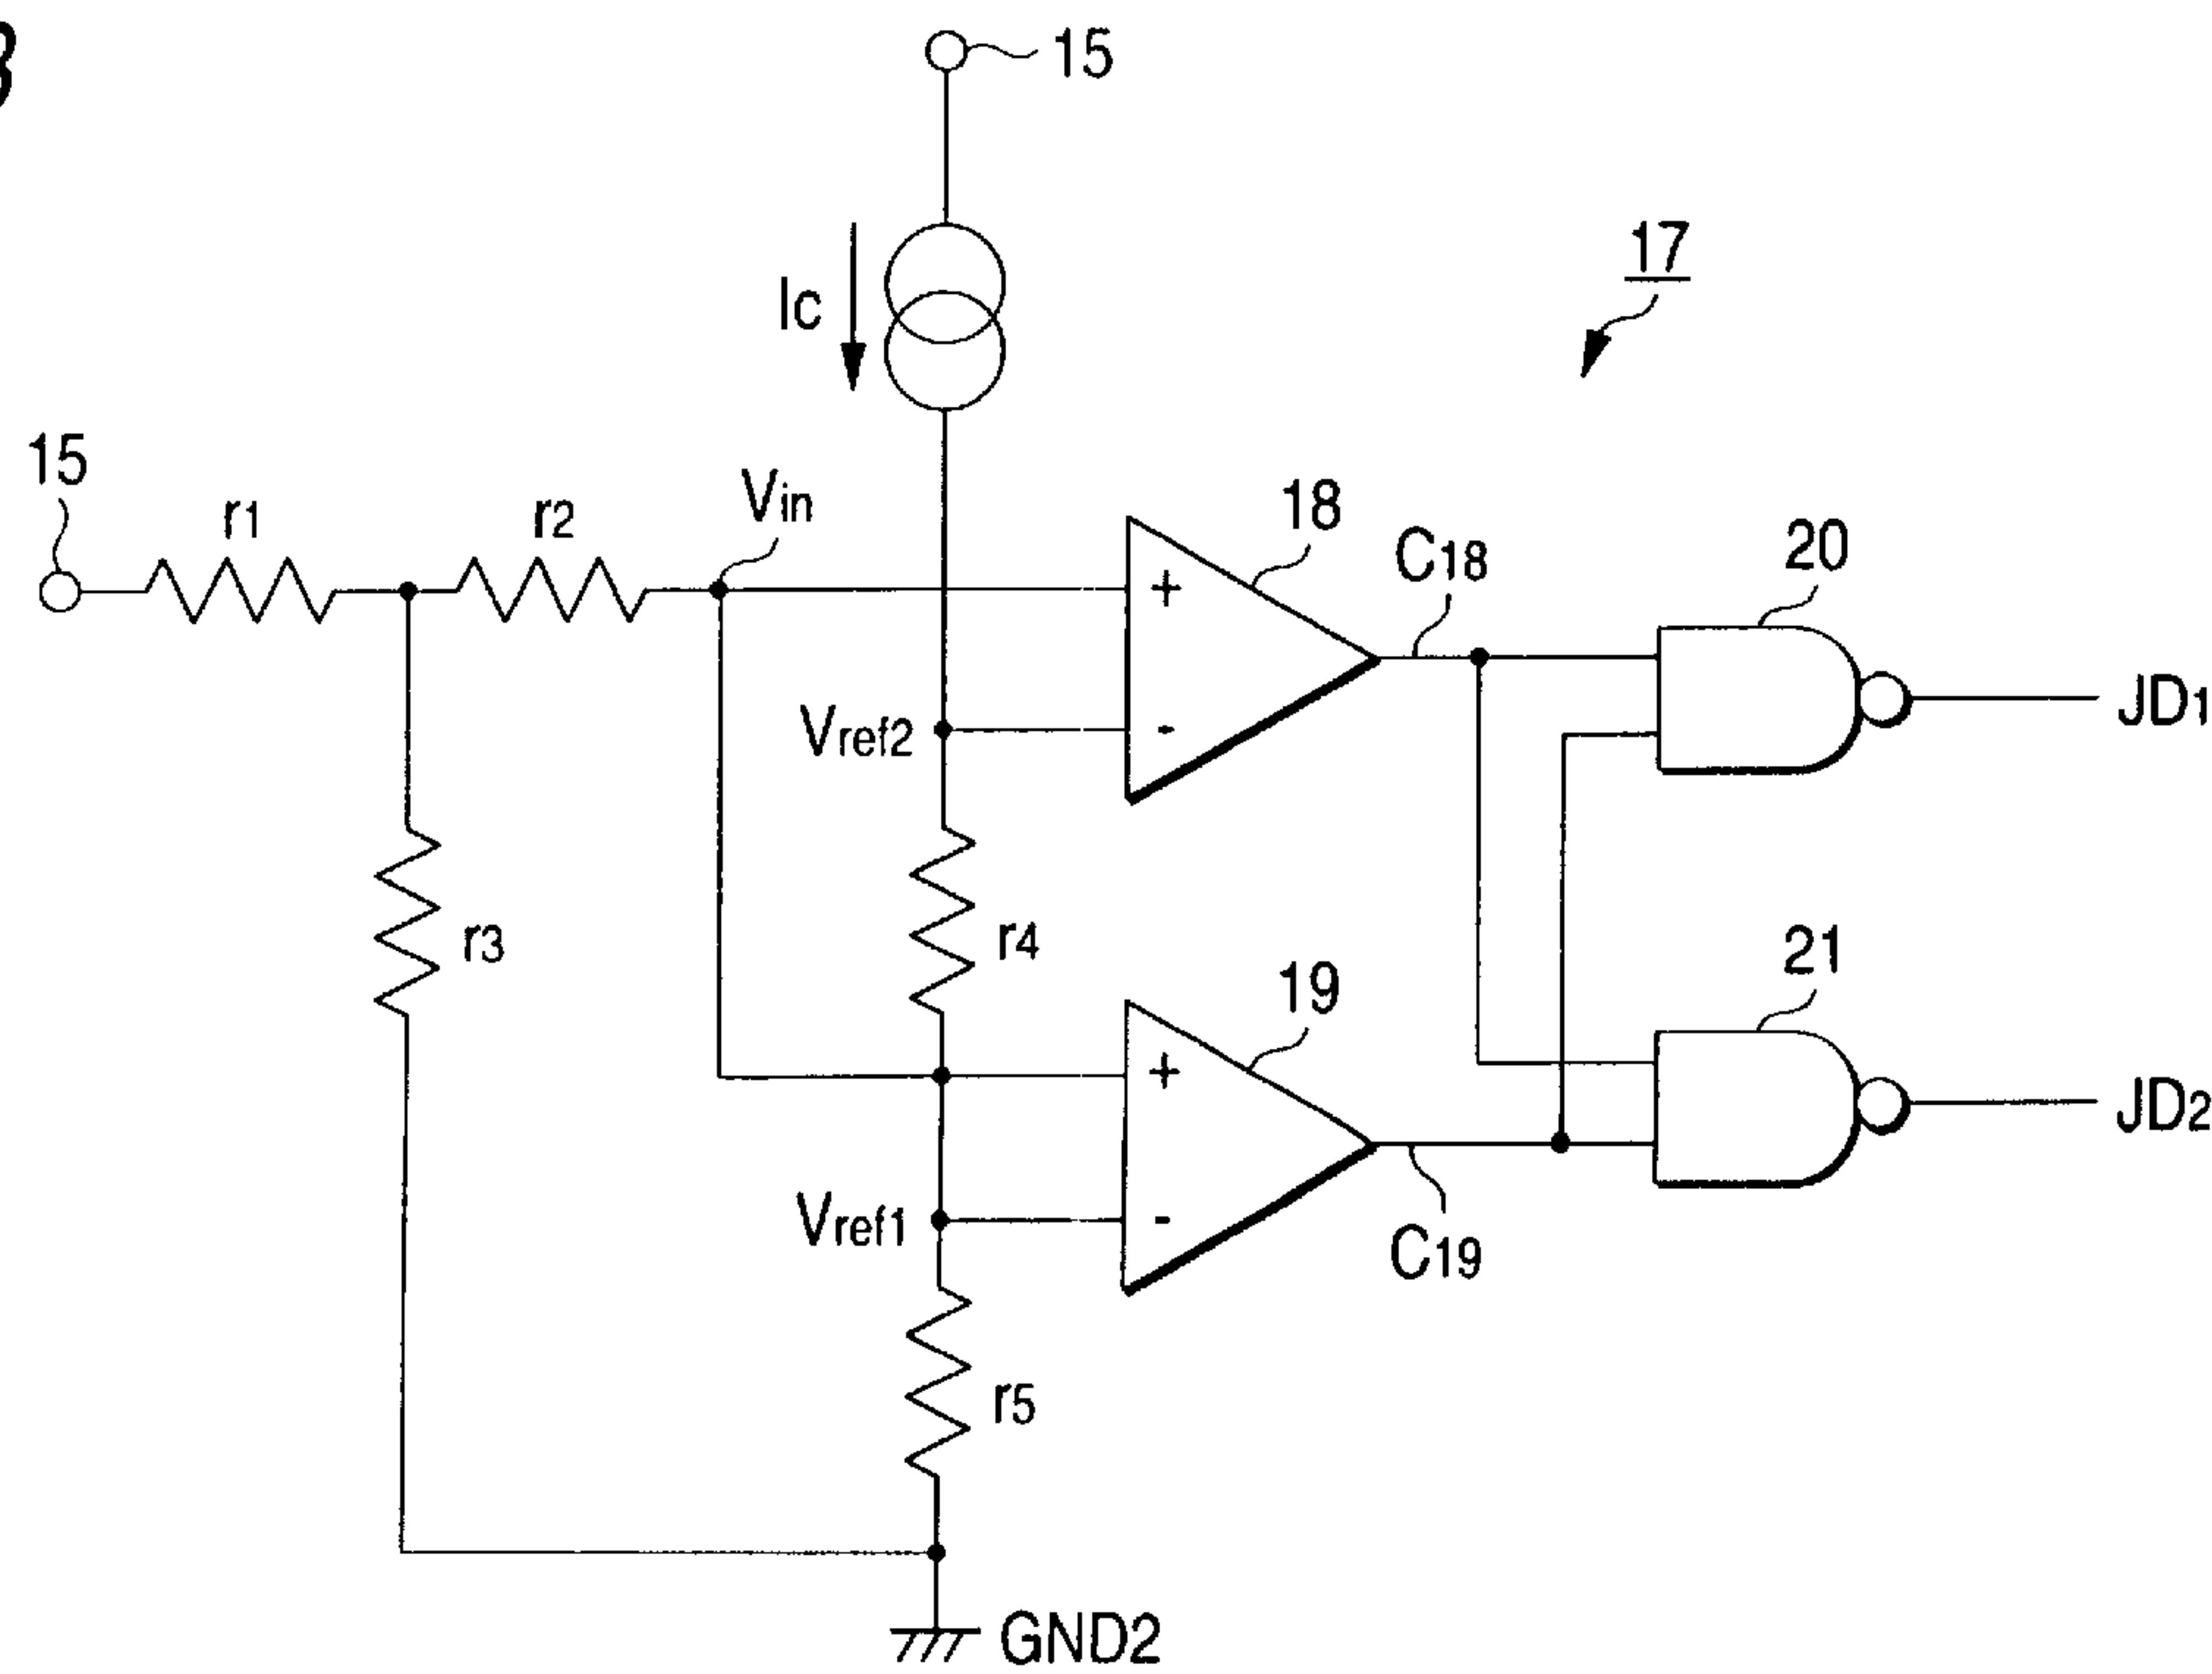 15
Ic
17
15
r1
r2
Vin
18
C18
20
+
-
Vref2
JD1
r3
r4
19
21
+
-
Vref1
C19
JD2
r5
GND2